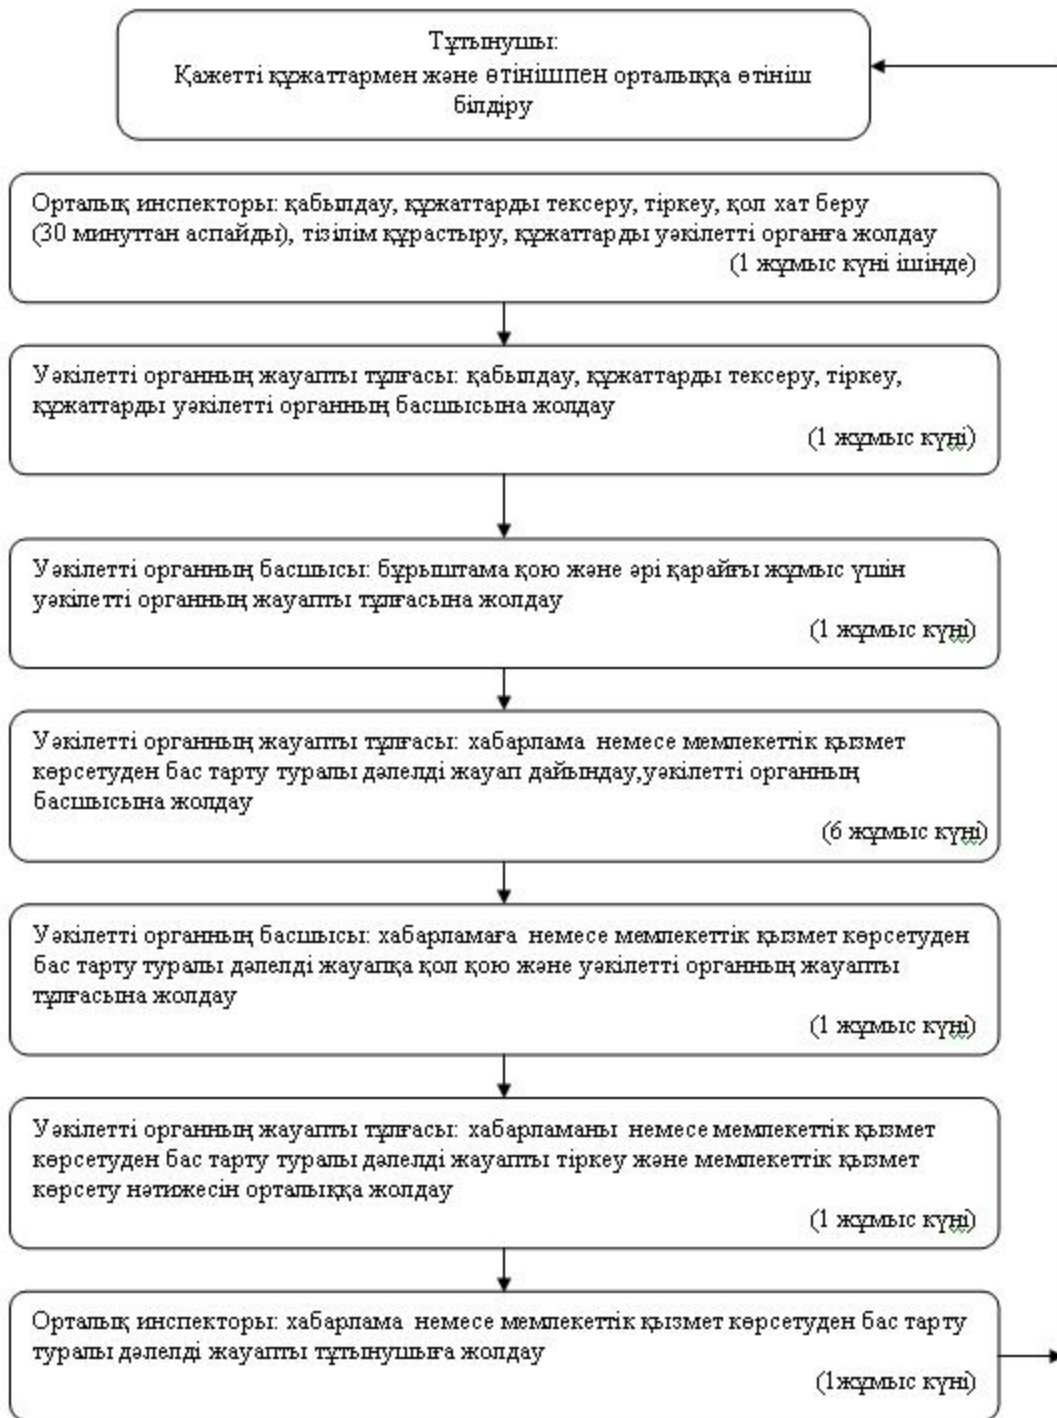 Тұтынушы:
Қажетті құжаттармен және өтінішпен орталыққа өтініш
білдіру
Орталық инспекторы: қабылдау, құжаттарды тексеру, тіркеу, қол хат беру
(30 минуттан аспайды), тізілім құрастыру, құжаттарды уәкілетті органға жолдау
(1 жұмыс күні ішінде)
Уәкілетті органның жауапты тұлғасы: қабылдау, құжаттарды тексеру, тіркеу,
құжаттарды уәкілетті органның басшысына жолдау
(1 жұмыс күні)
Уәкілетті органның басшысы: бұрыштама қою және әрі қарайғы жұмыс үшін
уәкілетті органның жауапты тұлғасына жолдау
(1 жұмыс күні)
Уәкілетті органның жауапты тұлғасы: хабарлама немесе мемлекеттік қызмет
көрсетуден бас тарту туралы дәлелді жауап дайындау,уәкілетті органның
басшысына жолдау
(6 жұмыс күні)
Уәкілетті органның басшысы: хабарламаға немесе мемлекеттік қызмет көрсетуден
бас тарту туралы дәлелді жауапқа қол қою және уәкілетті органның жауапты
тұлғасына жолдау
(1 жұмыс күні)
Уәкілетті органның жауапты тұлғасы: хабарламаны немесе мемлекеттік қызмет
көрсетуден бас тарту туралы дәлелді жауапты тіркеу және мемлекеттік қызмет
көрсету нәтижесін орталыққа жолдау
(1 жұмыс күні)
Орталық инспекторы: хабарлама немесе мемлекеттік қызмет көрсетуден бас тарту
туралы дәлелді жауапты тұтынушыға жолдау
(1жұмыс күні)